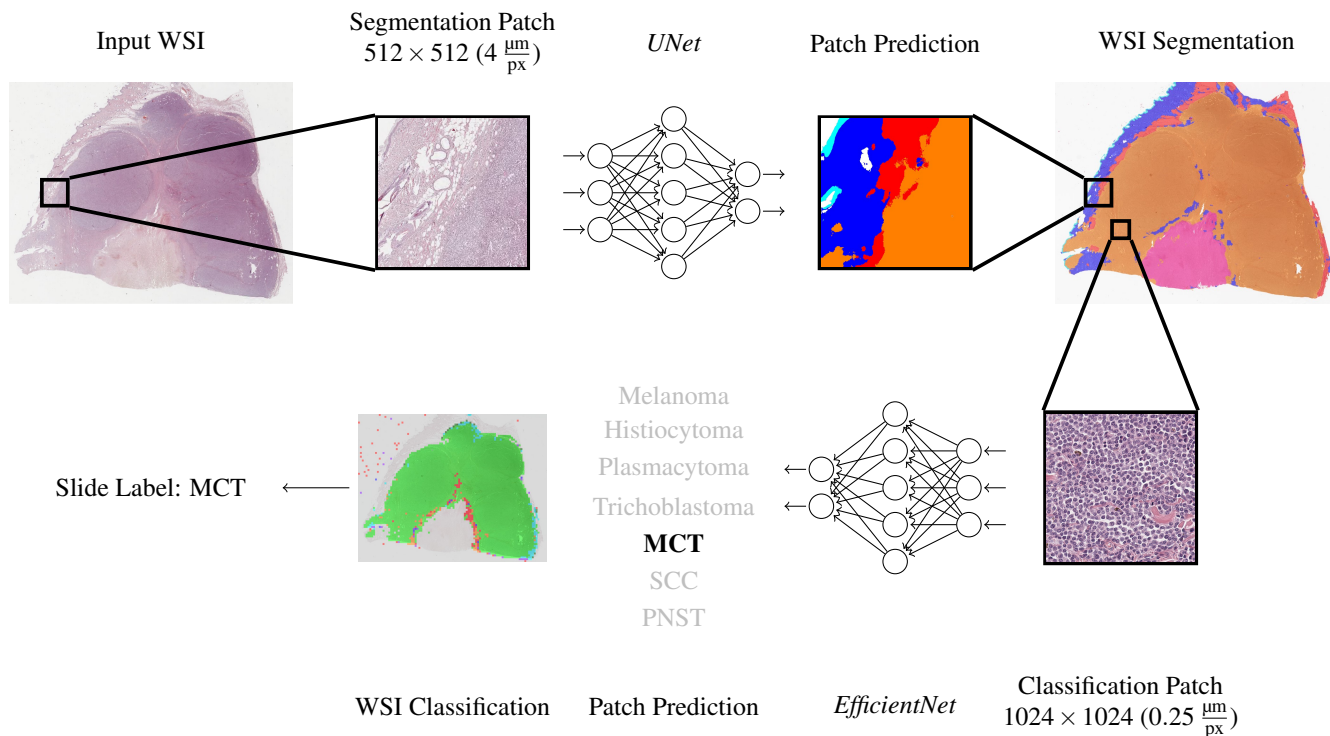 Input WSI
Segmentation Patch
512 × 512 (4 µm/px)
UNet
Patch Prediction
WSI Segmentation
Melanoma
Histiocytoma
Plasmacytoma
Trichoblastoma
MCT
SCC
PNST
Slide Label: MCT
WSI Classification
Patch Prediction
EfficientNet
Classification Patch
1024 × 1024 (0.25 µm/px)